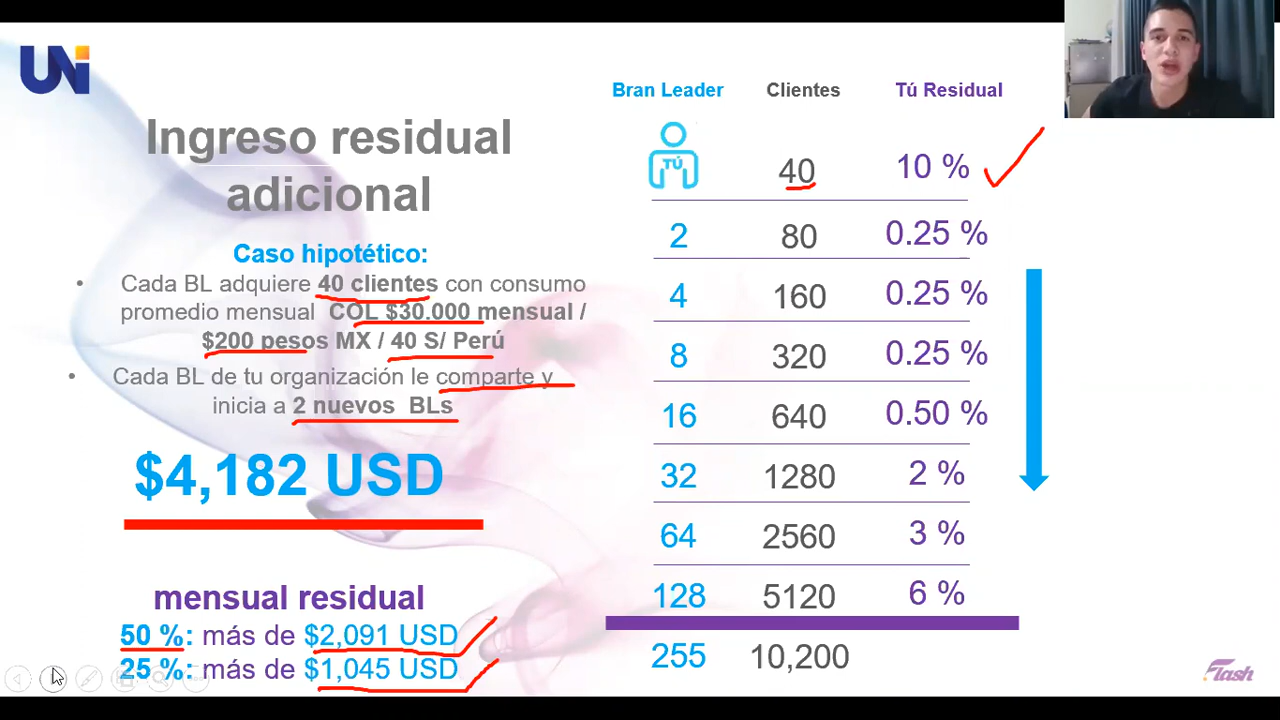 UNi
Ingreso residual
adicional
Caso hipotético:
• Cada BL adquiere 40 clientes con consumo
promedio mensual COL $30.000 mensual /
$200 pesos MX / 40 S/ Perú
• Cada BL de tu organización le comparte y
inicia a 2 nuevos BLs
$4,182 USD
mensual residual
50 %: más de $2,091 USD
25 %: más de $1,045 USD
Bran Leader Clientes Tú Residual
TÚ 40 10 %
2 80 0.25 %
4 160 0.25 %
8 320 0.25 %
16 640 0.50 %
32 1280 2 %
64 2560 3 %
128 5120 6 %
255 10,200
Flash